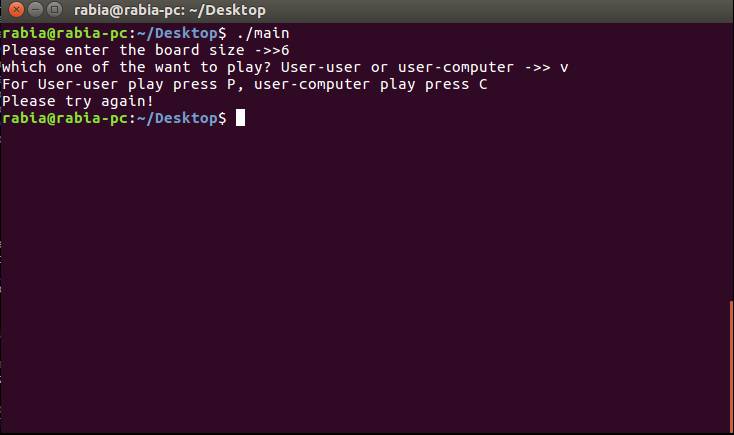 rabia@rabia-pc: ~/Desktop
rabia@rabia-pc:~/Desktop$ ./main
Please enter the board size ->>6
which one of the want to play? User-user or user-computer ->> v
For User-user play press P, user-computer play press C
Please try again!
rabia@rabia-pc:~/Desktop$